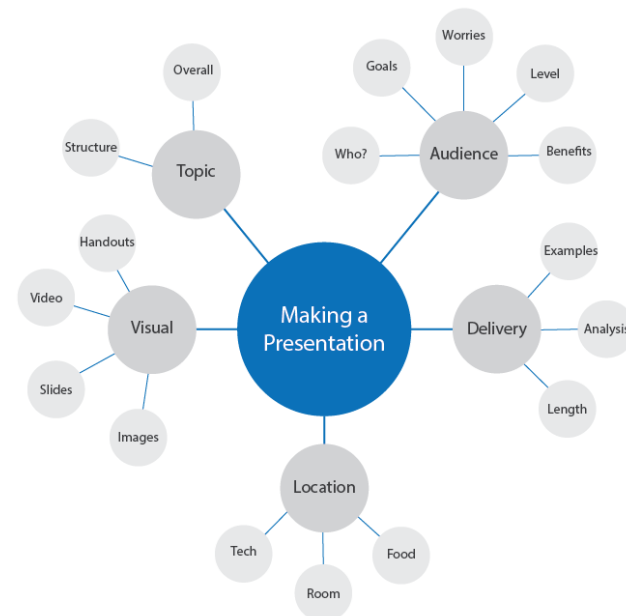 Worries
Overall
Goals
Level
Structure
Topic
Who?
Audience
Benefits
Handouts
Examples
Video
Visual
Making a
Presentation
Delivery
Analysis
Slides
Images
Length
Location
Tech
Food
Room